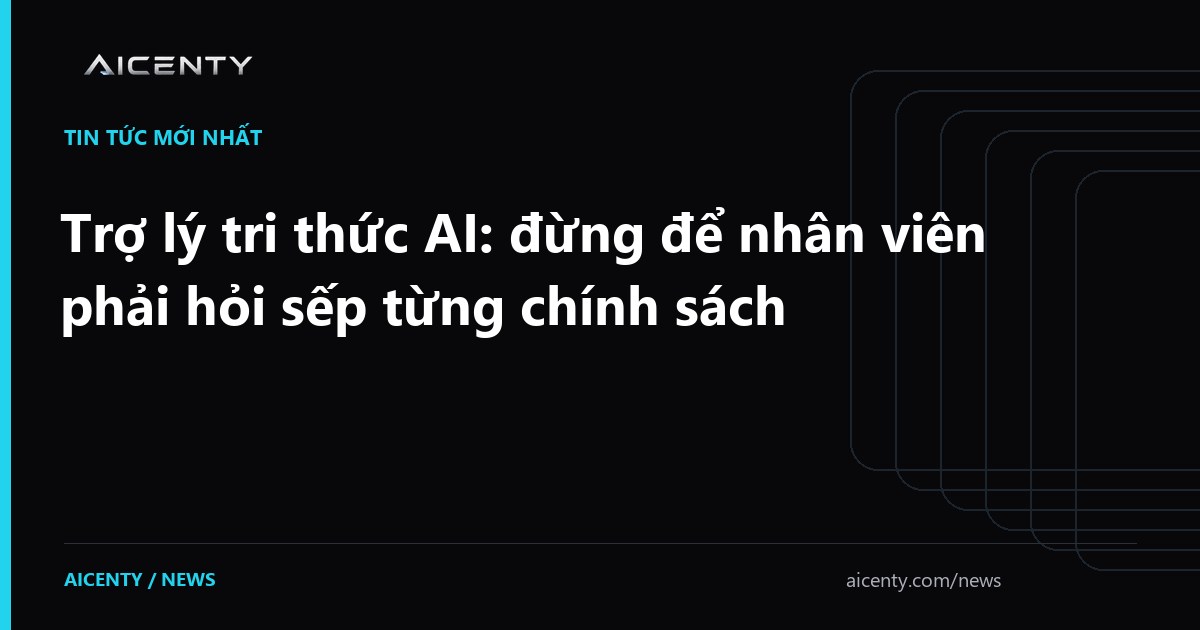 AICENTY
TIN TỨC MỚI NHẤT
Trợ lý tri thức AI: đừng để nhân viên
phải hỏi sếp từng chính sách
AICENTY / NEWS
aicenty.com/news